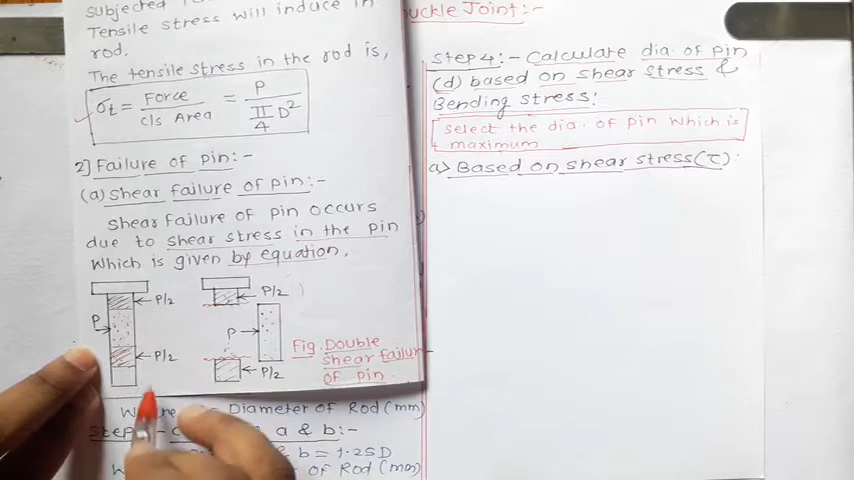 subjected
Tensile stress will induce in
rod.
The tensile stress in the rod is,
σt = Force / c/s Area = P / π/4 D²
2] Failure of pin:-
(a) shear failure of pin:-
shear failure of pin occurs
due to shear stress in the pin
which is given by equation.
P/2
P
P/2
P/2
P
P/2
Fig. Double
shear failure
of pin.
Diameter of Rod (mm)
a & b:-
& b = 1.25D
of Rod (mm)
uckle Joint:-
step 4:- Calculate dia. of pin
(d) based on shear stress &
Bending stress:
select the dia. of pin which is
maximum
a> Based on shear stress (τ):